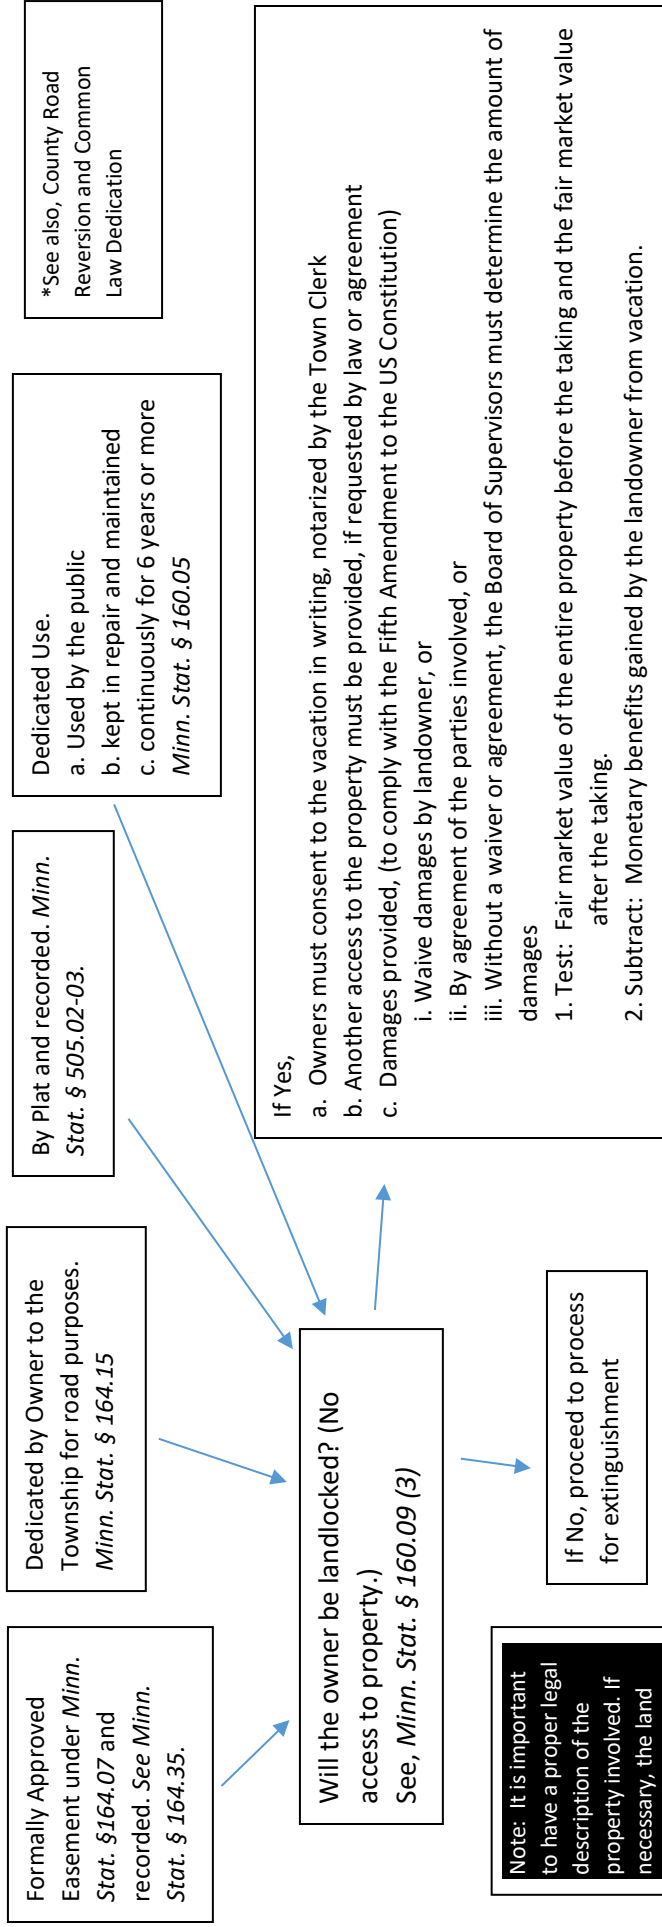 Formally Approved
Easement under Minn.
Stat. §164.07 and
recorded. See Minn.
Stat. § 164.35.
Dedicated by Owner to the
Township for road purposes.
Minn. Stat. § 164.15
By Plat and recorded. Minn.
Stat. § 505.02-03.
Dedicated Use.
a. Used by the public
b. kept in repair and maintained
c. continuously for 6 years or more
Minn. Stat. § 160.05
*See also, County Road
Reversion and Common
Law Dedication
Will the owner be landlocked? (No
access to property.)
See, Minn. Stat. § 160.09 (3)
If Yes,
a. Owners must consent to the vacation in writing, notarized by the Town Clerk
b. Another access to the property must be provided, if requested by law or agreement
c. Damages provided, (to comply with the Fifth Amendment to the US Constitution)
i. Waive damages by landowner, or
ii. By agreement of the parties involved, or
iii. Without a waiver or agreement, the Board of Supervisors must determine the amount of
damages
1. Test: Fair market value of the entire property before the taking and the fair market value
after the taking.
2. Subtract: Monetary benefits gained by the landowner from vacation.
Note: It is important
to have a proper legal
description of the
property involved. If
necessary, the land
If No, proceed to process
for extinguishment